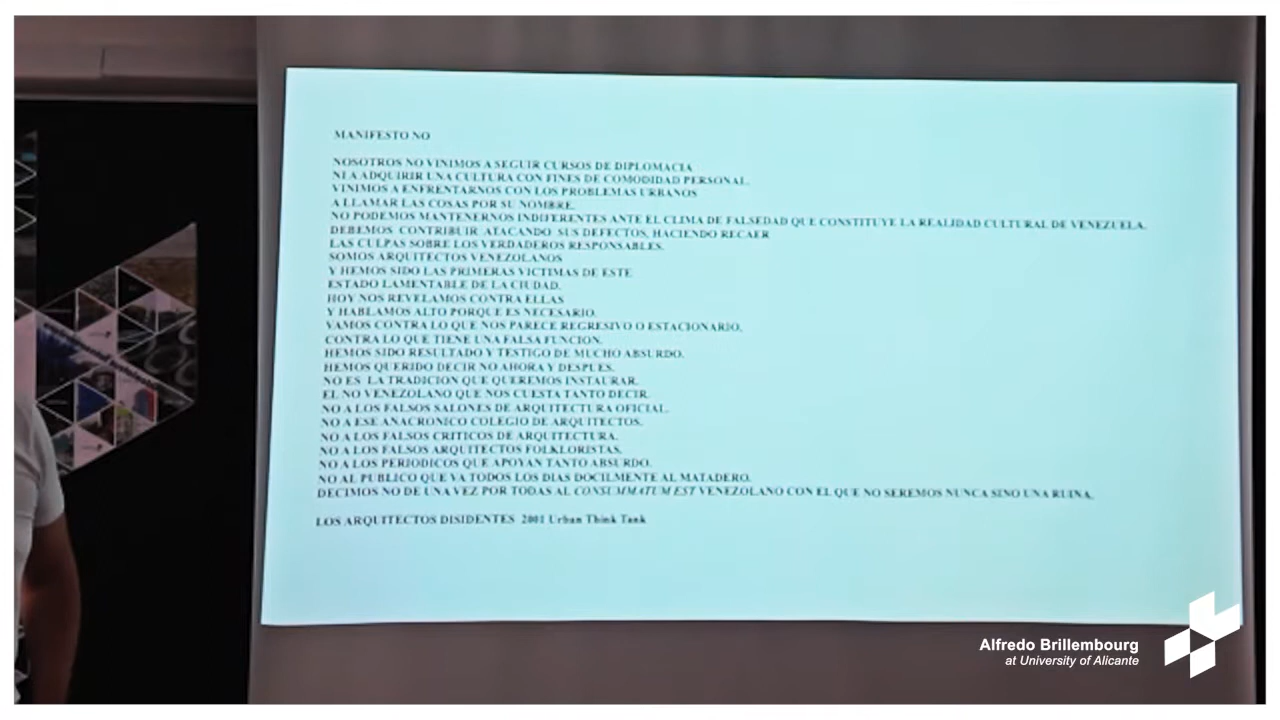 MANIFESTO NO
NOSOTROS NO VINIMOS A SEGUIR CURSOS DE DIPLOMACIA
NI A ADQUIRIR UNA CULTURA CON FINES DE COMODIDAD PERSONAL.
VINIMOS A ENFRENTARNOS CON LOS PROBLEMAS URBANOS
A LLAMAR LAS COSAS POR SU NOMBRE.
NO PODEMOS MANTENERNOS INDIFERENTES ANTE EL CLIMA DE FALSEDAD QUE CONSTITUYE LA REALIDAD CULTURAL DE VENEZUELA.
DEBEMOS CONTRIBUIR ATACANDO SUS DEFECTOS, HACIENDO RECAER
LAS CULPAS SOBRE LOS VERDADEROS RESPONSABLES.
SOMOS ARQUITECTOS VENEZOLANOS
Y HEMOS SIDO LAS PRIMERAS VICTIMAS DE ESTE
ESTADO LAMENTABLE DE LA CIUDAD.
HOY NOS REVELAMOS CONTRA ELLAS
Y HABLAMOS ALTO PORQUE ES NECESARIO.
VAMOS CONTRA LO QUE NOS PARECE REGRESIVO O ESTACIONARIO,
CONTRA LO QUE TIENE UNA FALSA FUNCION.
HEMOS SIDO RESULTADO Y TESTIGO DE MUCHO ABSURDO.
HEMOS QUERIDO DECIR NO AHORA Y DESPUES.
NO ES LA TRADICION QUE QUEREMOS INSTAURAR.
EL NO VENEZOLANO QUE NOS CUESTA TANTO DECIR.
NO A LOS FALSOS SALONES DE ARQUITECTURA OFICIAL.
NO A ESE ANACRONICO COLEGIO DE ARQUITECTOS.
NO A LOS FALSOS CRITICOS DE ARQUITECTURA.
NO A LOS FALSOS ARQUITECTOS FOLKLORISTAS.
NO A LOS PERIODICOS QUE APOYAN TANTO ABSURDO.
NO AL PUBLICO QUE VA TODOS LOS DIAS DOCILMENTE AL MATADERO.
DECIMOS NO DE UNA VEZ POR TODAS AL CONSUMMATUM EST VENEZOLANO CON EL QUE NO SEREMOS NUNCA SINO UNA RUINA.
LOS ARQUITECTOS DISIDENTES 2001 Urban Think Tank
Alfredo Brillembourg
at University of Alicante